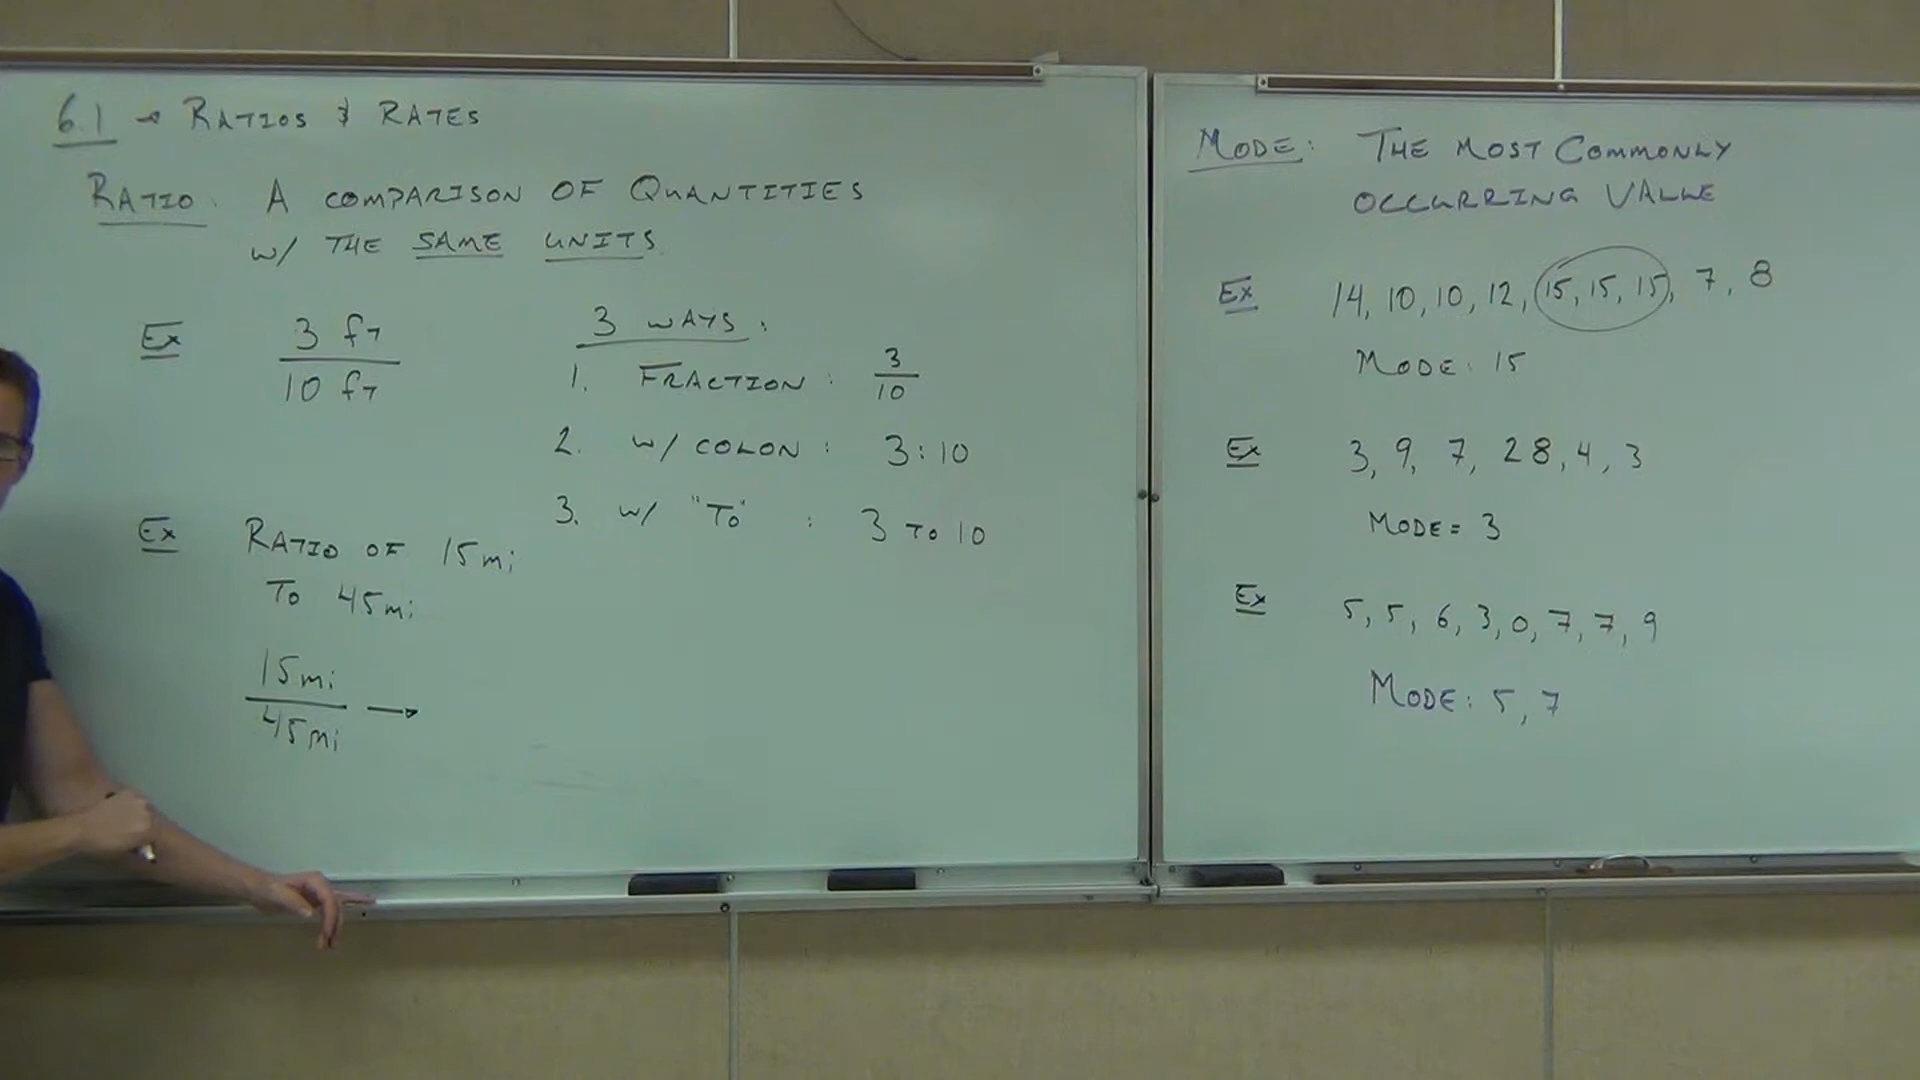 6.1 → RATIOS & RATES
RATIO: A COMPARISON OF QUANTITIES
W/ THE SAME UNITS.
Ex 3 ft
10 ft
3 WAYS:
1. FRACTION: 3/10
2. W/ COLON: 3:10
3. W/ "TO": 3 TO 10
Ex RATIO OF 15mi
TO 45mi
15mi
45mi →
MODE: THE MOST COMMONLY
OCCURRING VALUE
Ex 14, 10, 10, 12, 15, 15, 15, 7, 8
MODE: 15
Ex 3, 9, 7, 28, 4, 3
MODE = 3
Ex 5, 5, 6, 3, 0, 7, 7, 9
MODE: 5, 7